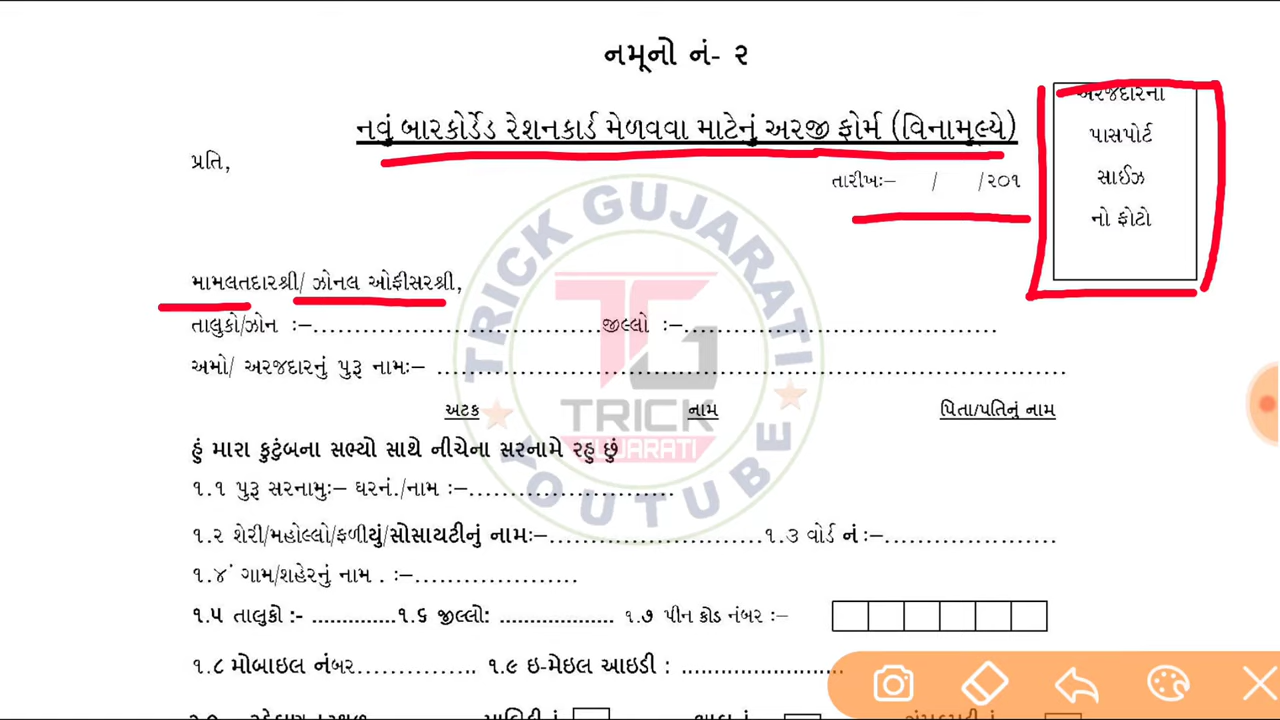 નમૂનો નં- ૨
નવું બારકોર્ડેડ રેશનકાર્ડ મેળવવા માટેનું અરજી ફોર્મ (વિનામૂલ્યે)
અરજદારના
પાસપોર્ટ
સાઈઝ
નો ફોટો
પ્રતિ,
તારીખઃ- / /૨૦૧
મામલતદારશ્રી/ ઝોનલ ઓફીસરશ્રી,
તાલુકો/ઝોન :-..............................................જીલ્લો :-..................................................
અમો/ અરજદારનું પુરૂ નામઃ- ....................................................................................................
અટક નામ પિતા/પતિનું નામ
હું મારા કુટુંબના સભ્યો સાથે નીચેના સરનામે રહુ છું
૧.૧ પુરૂ સરનામુઃ- ઘરનં./નામ :-.................................
૧.૨ શેરી/મહોલ્લો/ફળીયું/સોસાયટીનું નામઃ-..................................૧.૩ વોર્ડ નં :-...........................
૧.૪ં ગામ/શહેરનું નામ . :-..........................
૧.૫ તાલુકો :- ..............૧.૬ જીલ્લો: ................... ૧.૭ પીન ક્રોડ નંબર :-
૧.૮ મોબાઇલ નંબર.................. ૧.૯ ઇ-મેઇલ આઇડી : ..........................
TRICK GUJARATI
YOUTUBE
TG
TRICK
GUJARATI